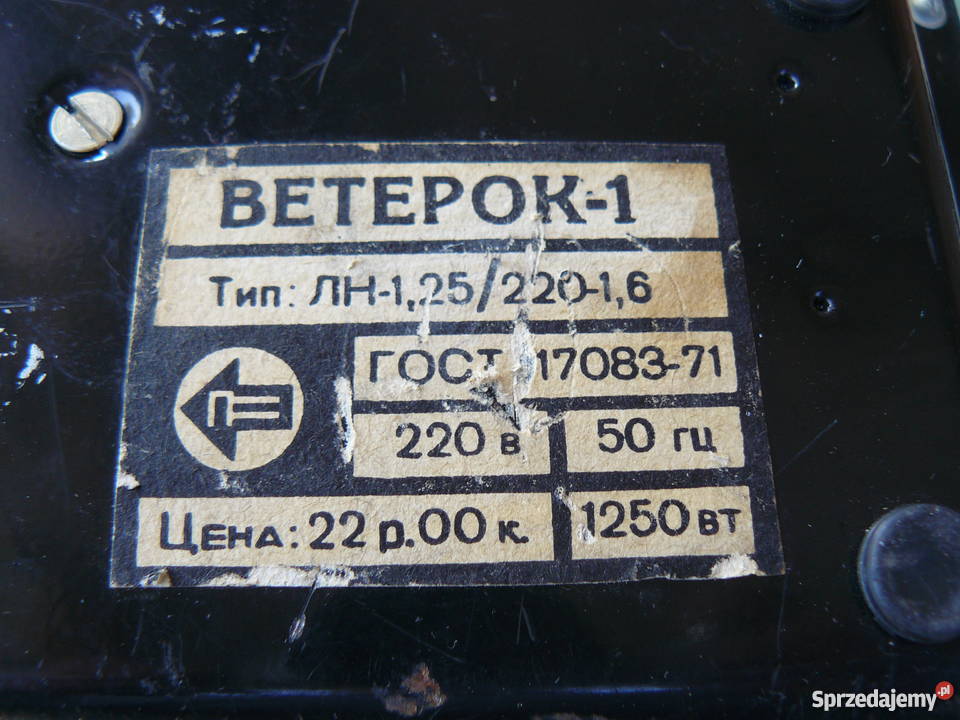 ВЕТЕРОК-1
Тип: ЛН-1,25/220-1,6
ГОСТ 17083-71
220 в 50 гц
Цена: 22 р.00 к. 1250 вт
Sprzedajemy.pl